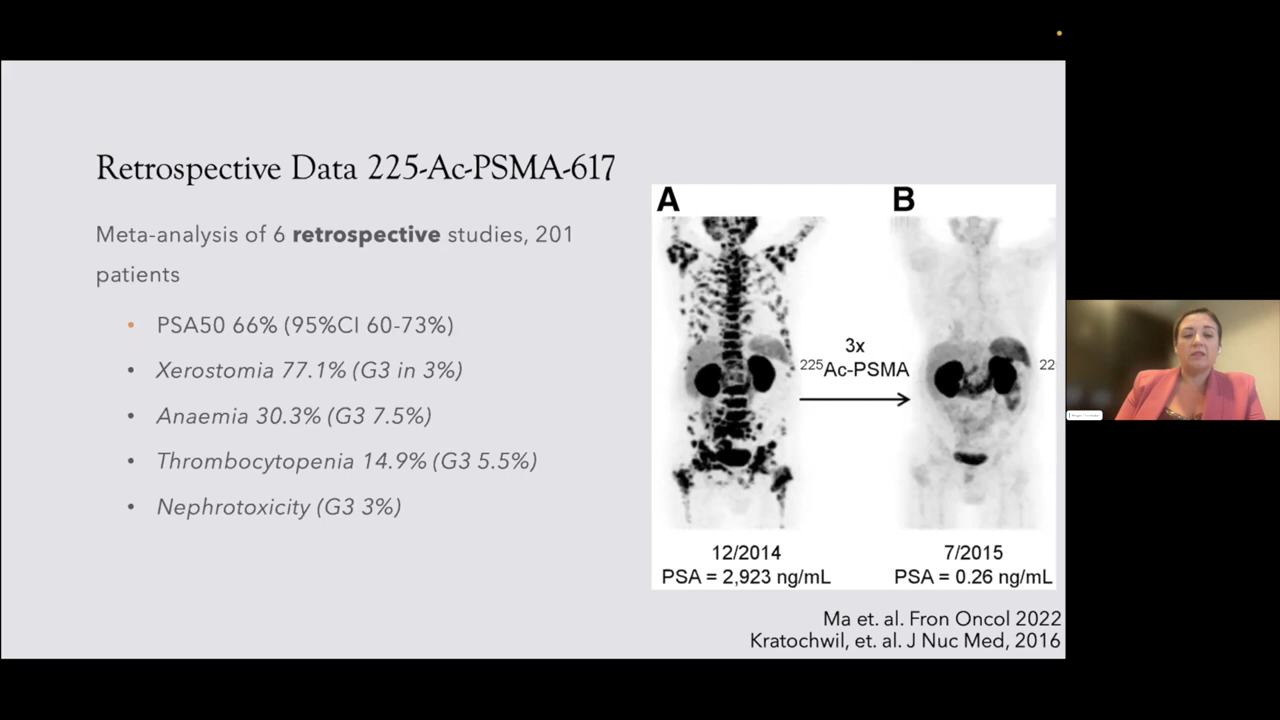 Retrospective Data 225-Ac-PSMA-617
Meta-analysis of 6 retrospective studies, 201
patients
• PSA50 66% (95%CI 60-73%)
• Xerostomia 77.1% (G3 in 3%)
• Anaemia 30.3% (G3 7.5%)
• Thrombocytopenia 14.9% (G3 5.5%)
• Nephrotoxicity (G3 3%)
A
B
3x
225Ac-PSMA
22
12/2014
PSA = 2,923 ng/mL
7/2015
PSA = 0.26 ng/mL
Ma et. al. Fron Oncol 2022
Kratochwil, et. al. J Nuc Med, 2016